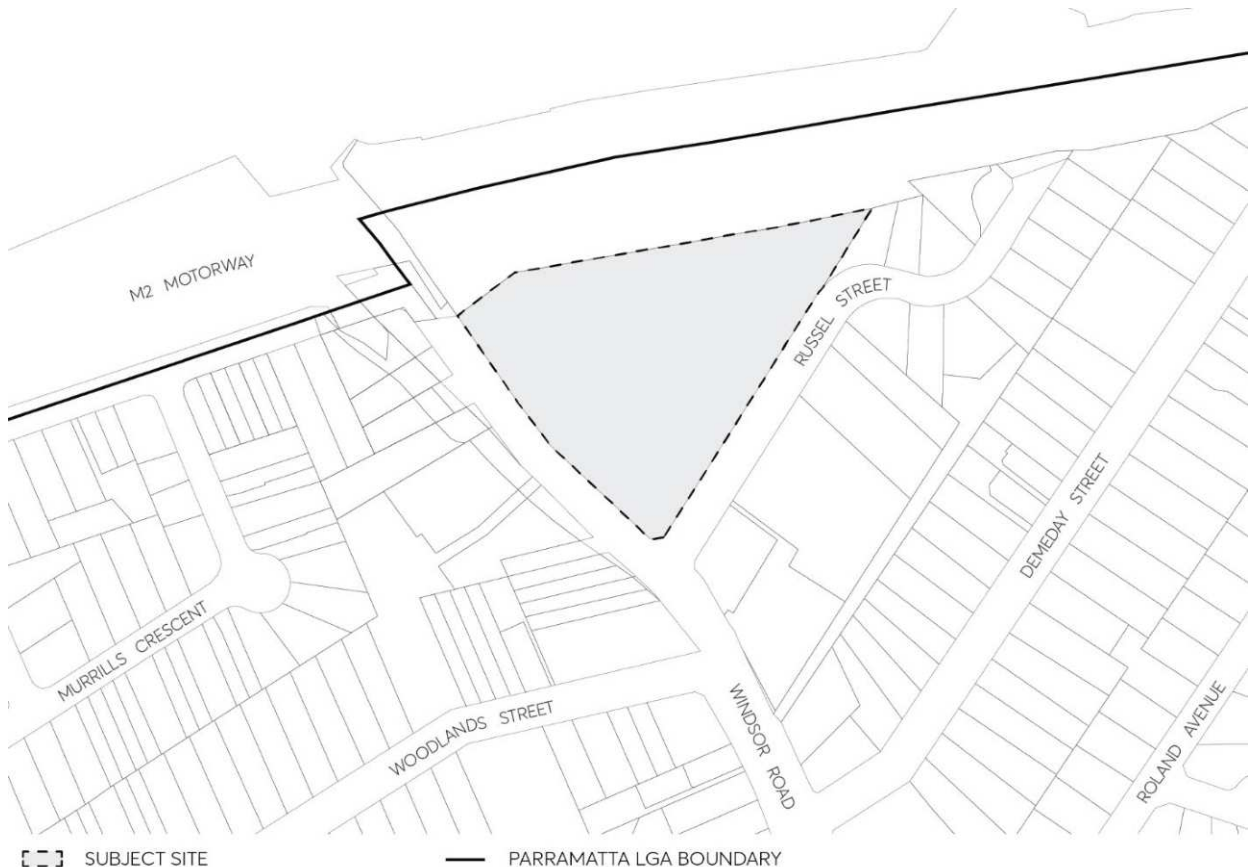 M2 MOTORWAY
RUSSEL STREET
DEMEDAY STREET
MURRILLS CRESCENT
WOODLANDS STREET
WINDSOR ROAD
ROLAND AVENUE
SUBJECT SITE
PARRAMATTA LGA BOUNDARY